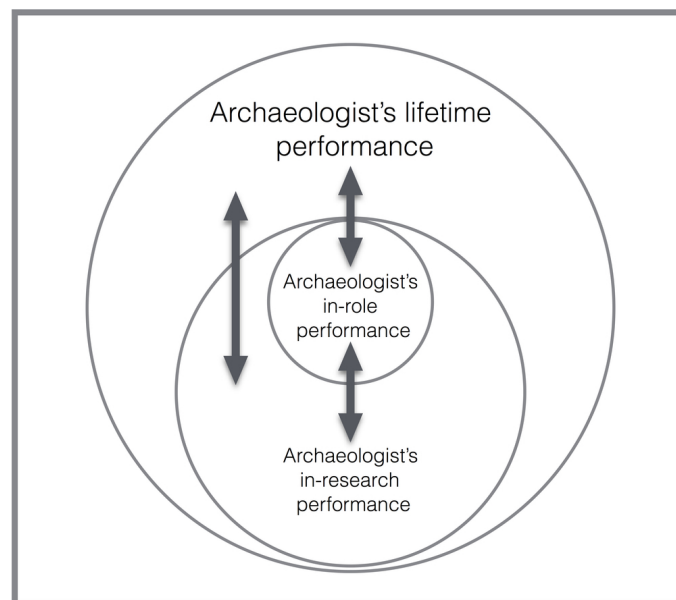 Archaeologist's lifetime
performance
Archaeologist's
in-role
performance
Archaeologist's
in-research
performance